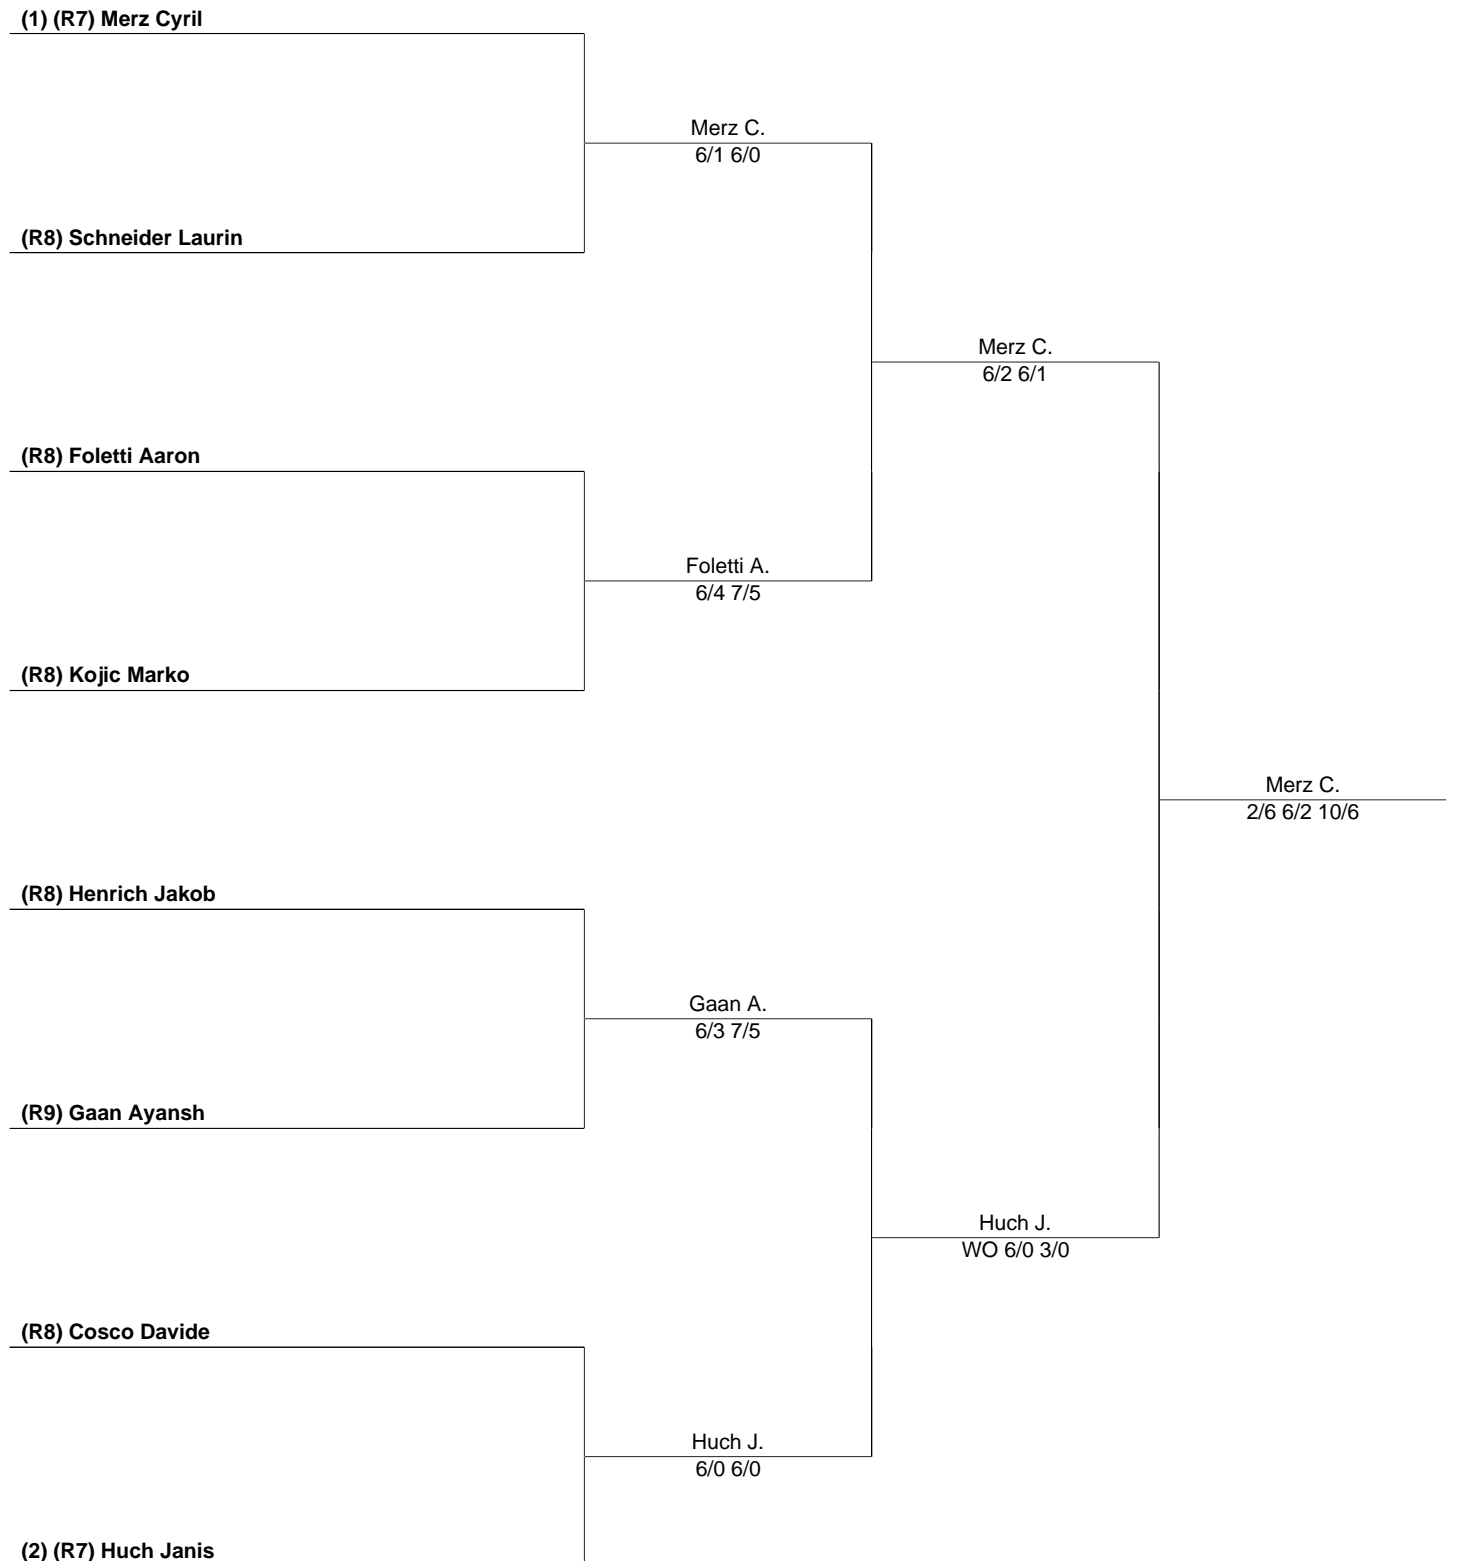 (1) (R7) Merz Cyril
Merz C.
6/1 6/0
(R8) Schneider Laurin
Merz C.
6/2 6/1
(R8) Foletti Aaron
Foletti A.
6/4 7/5
(R8) Kojic Marko
Merz C.
2/6 6/2 10/6
(R8) Henrich Jakob
Gaan A.
6/3 7/5
(R9) Gaan Ayansh
Huch J.
WO 6/0 3/0
(R8) Cosco Davide
Huch J.
6/0 6/0
(2) (R7) Huch Janis